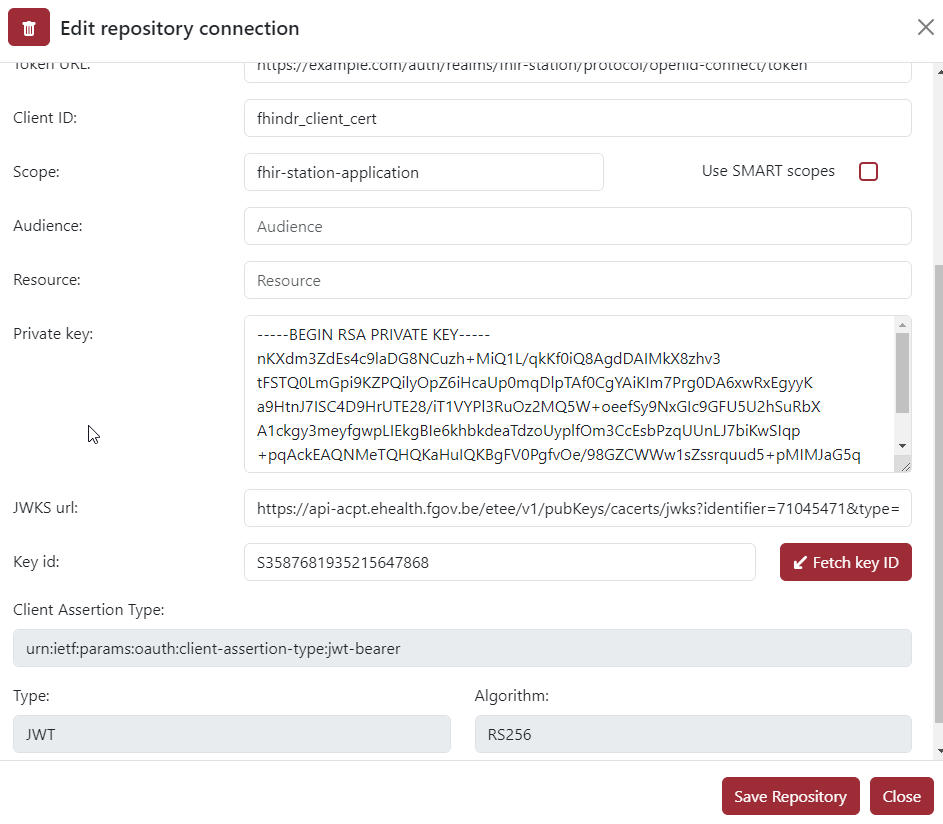 Edit repository connection
Token URL:
https://example.com/auth/realms/fhir-station/protocol/openid-connect/token
Client ID:
fhindr_client_cert
Scope:
fhir-station-application
Use SMART scopes
Audience:
Audience
Resource:
Resource
Private key:
-----BEGIN RSA PRIVATE KEY-----
nKXdm3ZdEs4c9laDG8NCuzh+MiQ1L/qkKf0iQ8AgdDAIMkX8zhv3
tFSTQ0LmGpi9KZPQilyOpZ6iHcaUp0mqDlpTAf0CgYAiKIm7Prg0DA6xwRxEgyyK
a9HtnJ7ISC4D9HrUTE28/iT1VYPl3RuOz2MQ5W+oeefSy9NxGIc9GFU5U2hSuRbX
A1ckgy3meyfgwpLIEkgBIe6khbkdeaTdzoUyplfOm3CcEsbPzqUUnLJ7biKwSIqp
+pqAckEAQNMeTQHQKaHuIQKBgFV0PgfvOe/98GZCWWw1sZssrquud5+pMIMJaG5q
JWKS url:
https://api-acpt.ehealth.fgov.be/etee/v1/pubKeys/cacerts/jwks?identifier=71045471&type=
Key id:
S3587681935215647868
Fetch key ID
Client Assertion Type:
urn:ietf:params:oauth:client-assertion-type:jwt-bearer
Type:
Algorithm:
JWT
RS256
Save Repository
Close